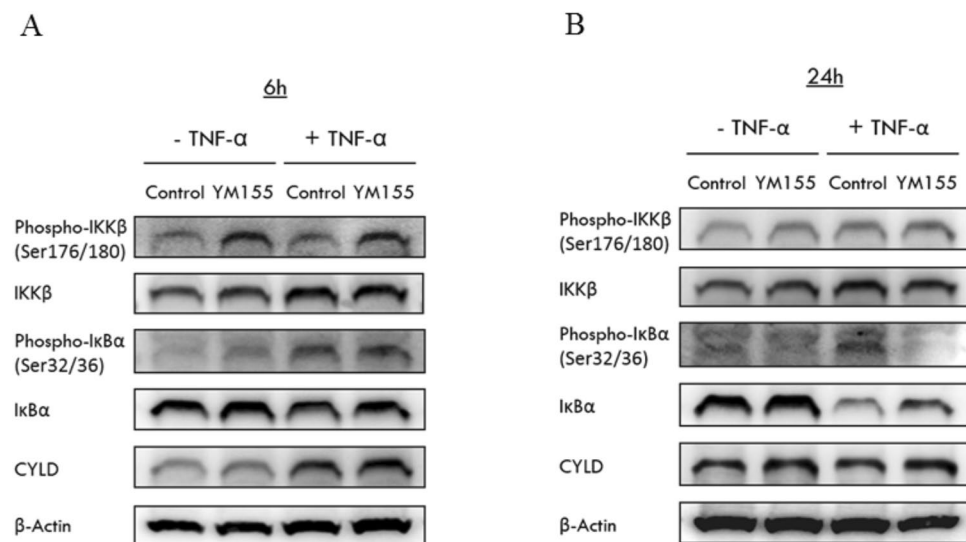 A
6h
- TNF-α
+ TNF-α
Control YM155 Control YM155
Phospho-IKKβ
(Ser176/180)
IKKβ
Phospho-IκBα
(Ser32/36)
IκBα
CYLD
β-Actin
B
24h
- TNF-α
+ TNF-α
Control YM155 Control YM155
Phospho-IKKβ
(Ser176/180)
IKKβ
Phospho-IκBα
(Ser32/36)
IκBα
CYLD
β-Actin